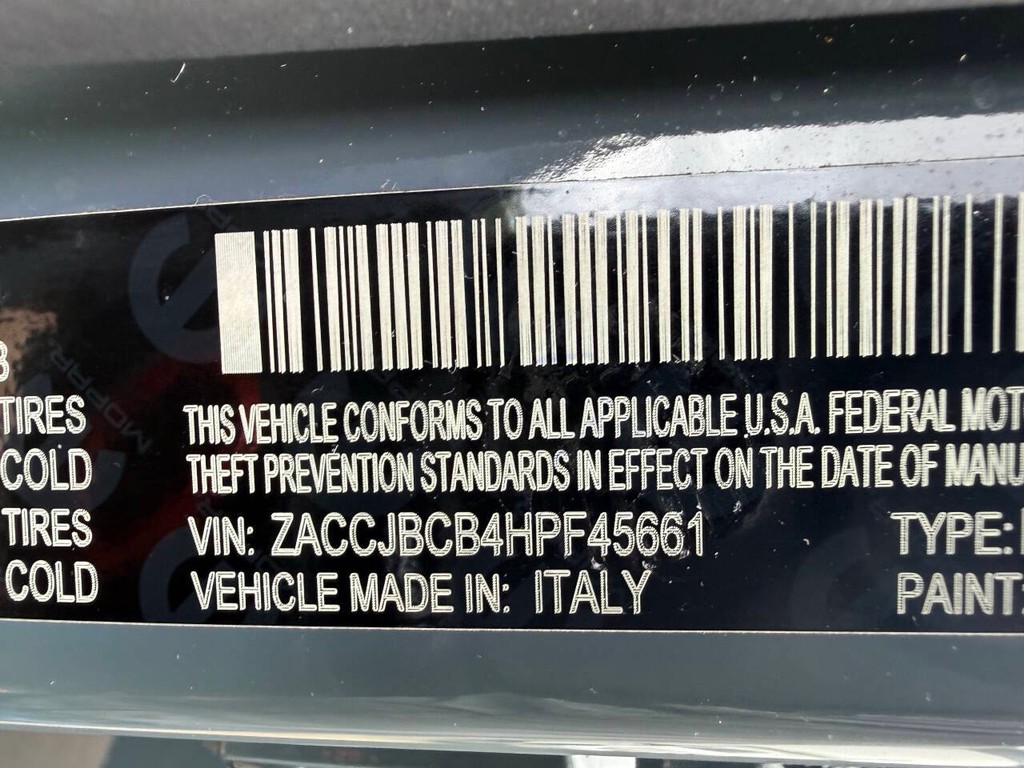 THIS VEHICLE CONFORMS TO ALL APPLICABLE U.S.A. FEDERAL MOT
THEFT PREVENTION STANDARDS IN EFFECT ON THE DATE OF MANU
VIN: ZACCJBCB4HPF45661
TYPE:
VEHICLE MADE IN: ITALY
PAINT:
TIRES
COLD
TIRES
COLD
MOPAR